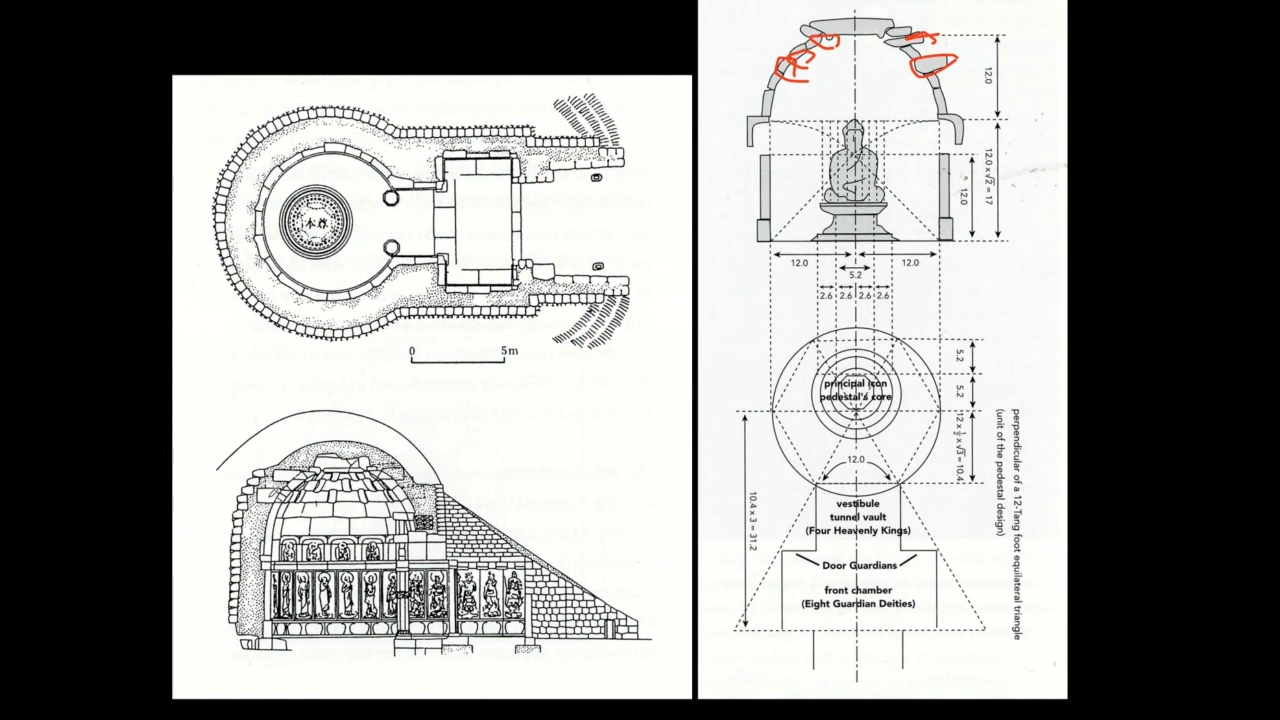 本尊
0 5m
12.0
12.0 x √2 = 17
12.0
12.0 12.0
5.2
2.6 2.6 2.6 2.6
5.2
5.2
12 x ½ x √3 = 10.4
principal icon
pedestal's core
12.0
10.4 x 3 = 31.2
vestibule
tunnel vault
(Four Heavenly Kings)
Door Guardians
front chamber
(Eight Guardian Deities)
perpendicular of a 12-Tang foot equilateral triangle
(unit of the pedestal design)